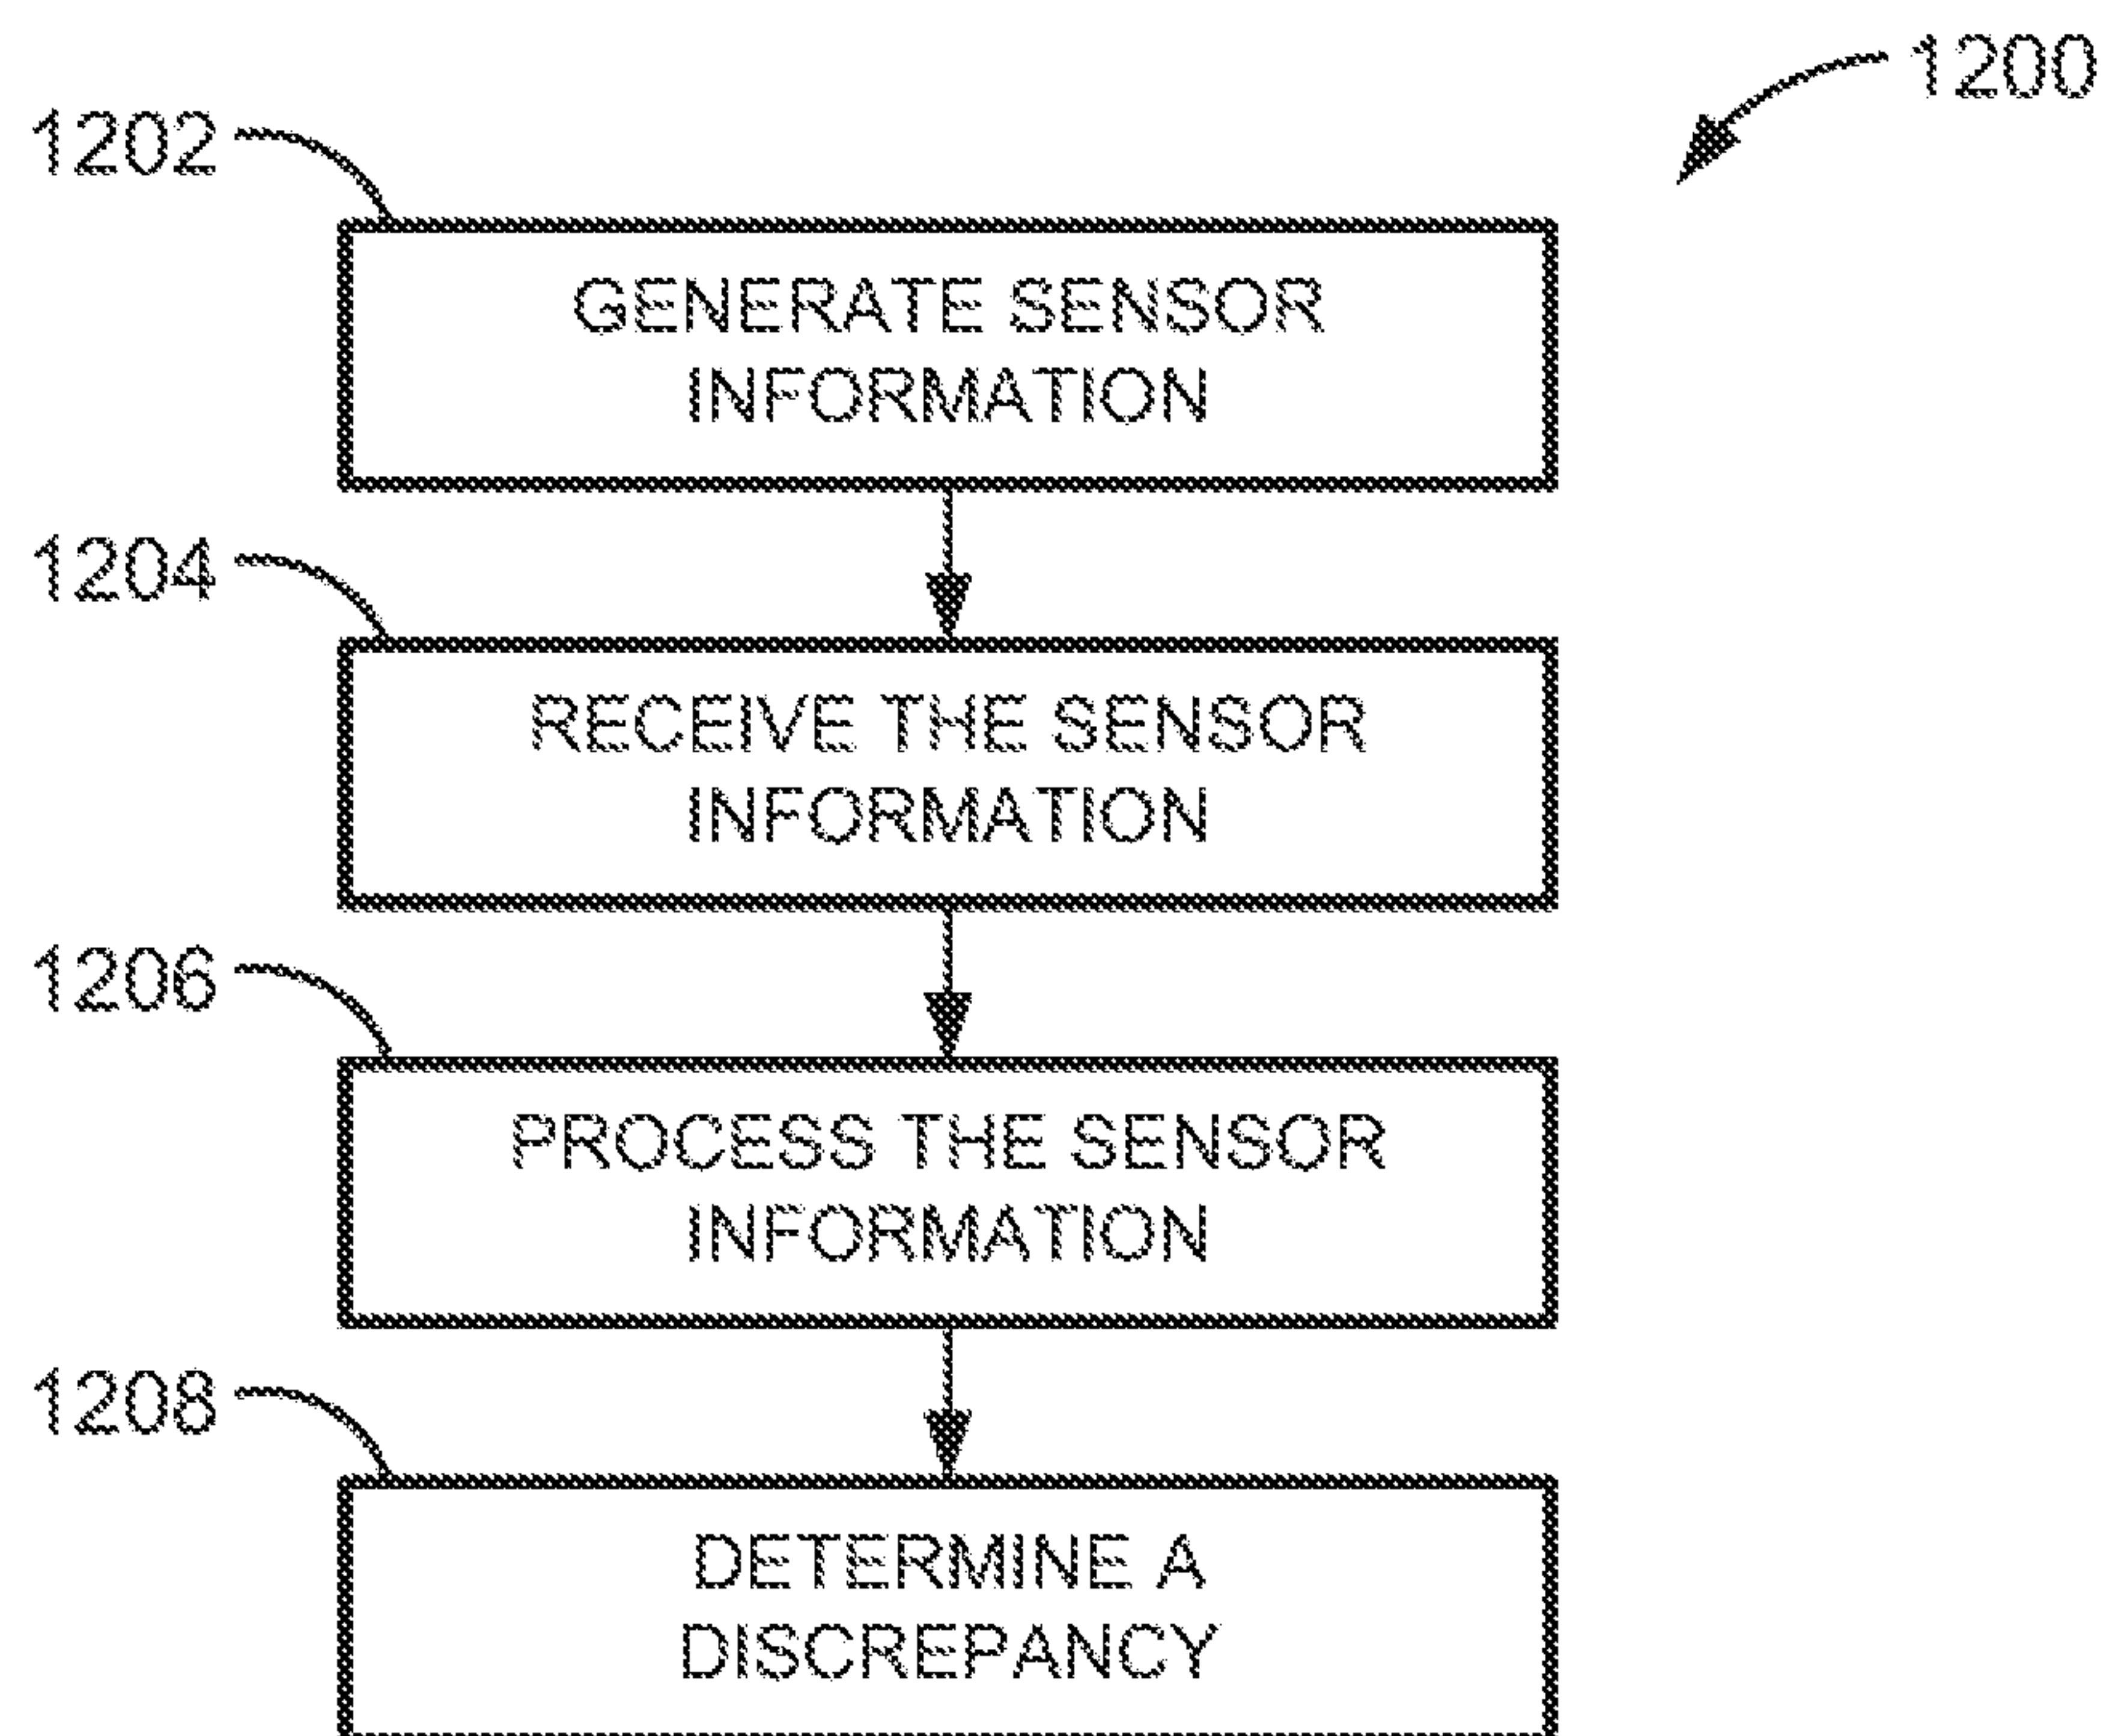 1200
1202
GENERATE SENSOR
INFORMATION
1204
RECEIVE THE SENSOR
INFORMATION
1206
PROCESS THE SENSOR
INFORMATION
1208
DETERMINE A
DISCREPANCY